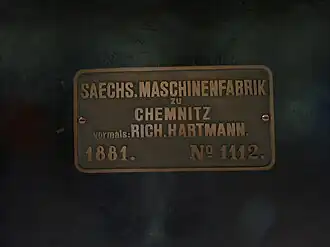 SAECHS. MASCHINENFABRIK
zu
CHEMNITZ
vormals: RICH. HARTMANN.
1881. No 1112.